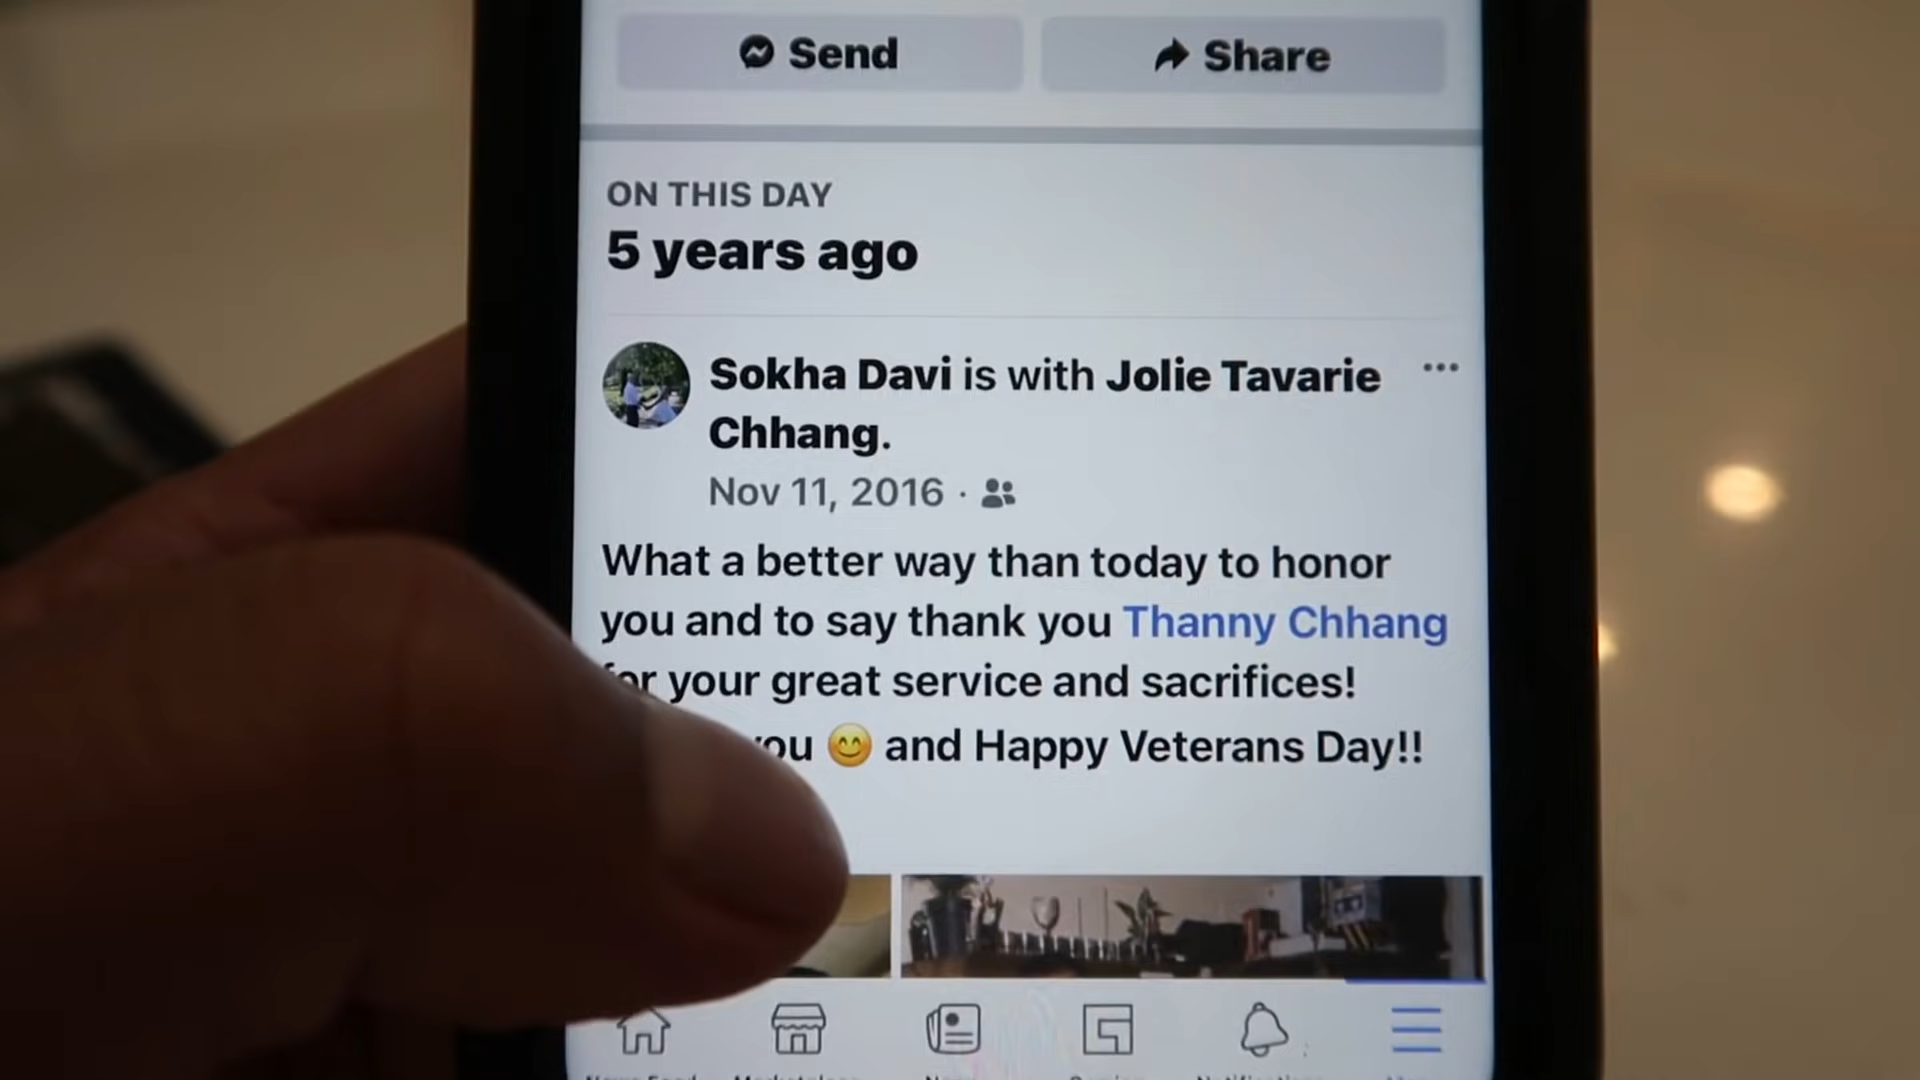 Send
Share
ON THIS DAY
5 years ago
Sokha Davi is with Jolie Tavarie
Chhang.
Nov 11, 2016 ·
What a better way than today to honor
you and to say thank you Thanny Chhang
your great service and sacrifices!
😊 and Happy Veterans Day!!